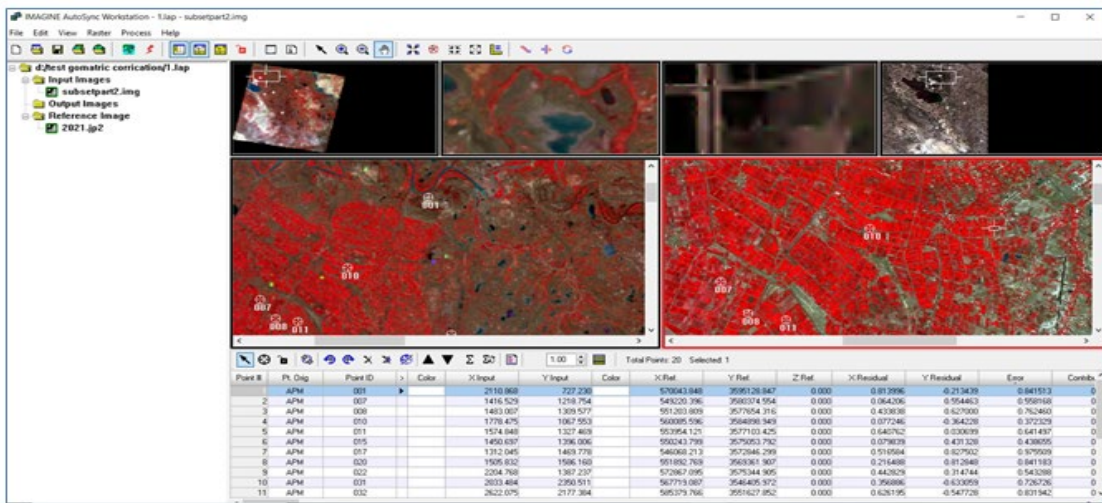 IMAGINE AutoSync Workstation - 1.lap - subsetpart2.img
File Edit View Raster Process Help
d:/test gomatric corrication/1.lap
Input Images
subsetpart2.img
Output Images
Reference Image
2021.jp2
001
010
007
008 011
010
007
008 011
1.00 Total Points: 20 Selected: 1
Point # Pt. Orig Point ID > Color X Input Y Input Color X Ref. Y Ref. Z Ref. X Residual Y Residual Error Contribu
1 APM 001 2110.868 727.230 570043.848 3595128.847 0.000 0.813996 -0.213439 0.841513 0
2 APM 007 1416.529 1218.754 549220.396 3580374.554 0.000 0.064206 0.554463 0.558168 0
3 APM 008 1483.007 1309.577 551203.809 3577654.316 0.000 0.433838 0.627000 0.762460 0
4 APM 010 1778.475 1067.553 560085.596 3584898.949 0.000 0.077246 -0.364228 0.372329 0
5 APM 011 1574.848 1327.469 553954.121 3577103.425 0.000 0.640762 0.030699 0.641497 0
6 APM 015 1450.697 1396.006 550243.799 3575053.792 0.000 0.079839 0.431328 0.438655 0
7 APM 017 1312.045 1469.778 546068.213 3572846.299 0.000 0.516584 0.827502 0.975509 0
8 APM 020 1505.832 1586.160 551892.769 3569361.907 0.000 0.216488 0.812848 0.841183 0
9 APM 022 2204.768 1387.237 572867.095 3575344.905 0.000 0.442829 0.314744 0.543288 0
10 APM 031 2033.484 2350.511 567719.087 3546405.972 0.000 0.356886 -0.633059 0.726726 0
11 APM 032 2622.075 2177.384 585379.766 3551627.852 0.000 0.626195 -0.547728 0.831942 0